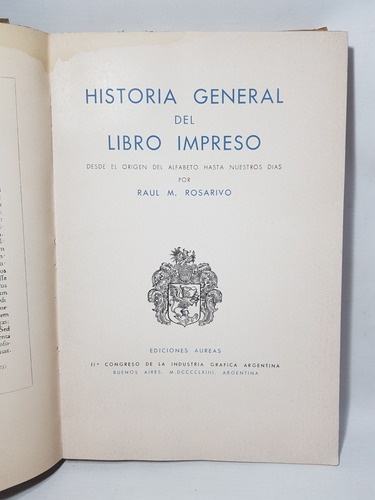 HISTORIA GENERAL
DEL
LIBRO IMPRESO
DESDE EL ORIGEN DEL ALFABETO HASTA NUESTROS DIAS
POR
RAUL M. ROSARIVO
EDICIONES AUREAS
IIº CONGRESO DE LA INDUSTRIA GRAFICA ARGENTINA
BUENOS AIRES, M.DCCCCLXIII, ARGENTINA